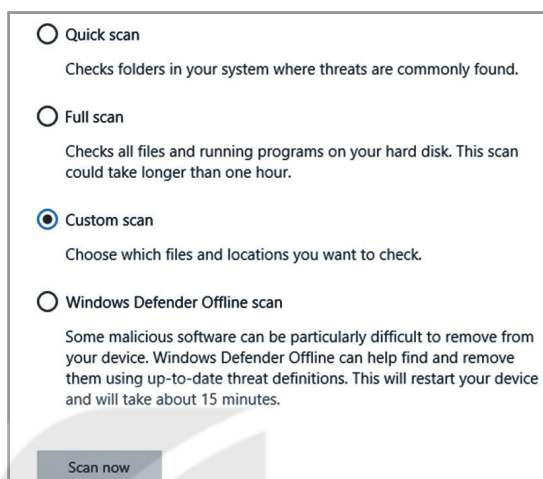 Quick scan
Checks folders in your system where threats are commonly found.
Full scan
Checks all files and running programs on your hard disk. This scan
could take longer than one hour.
Custom scan
Choose which files and locations you want to check.
Windows Defender Offline scan
Some malicious software can be particularly difficult to remove from
your device. Windows Defender Offline can help find and remove
them using up-to-date threat definitions. This will restart your device
and will take about 15 minutes.
Scan now